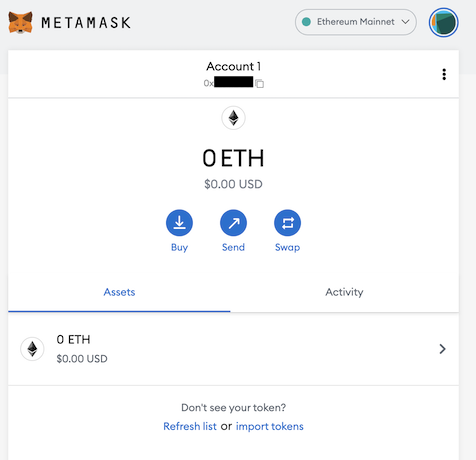 METAMASK
Ethereum Mainnet
Account 1
0x
0 ETH
$0.00 USD
Buy Send Swap
Assets Activity
0 ETH
$0.00 USD
Don't see your token?
Refresh list or import tokens